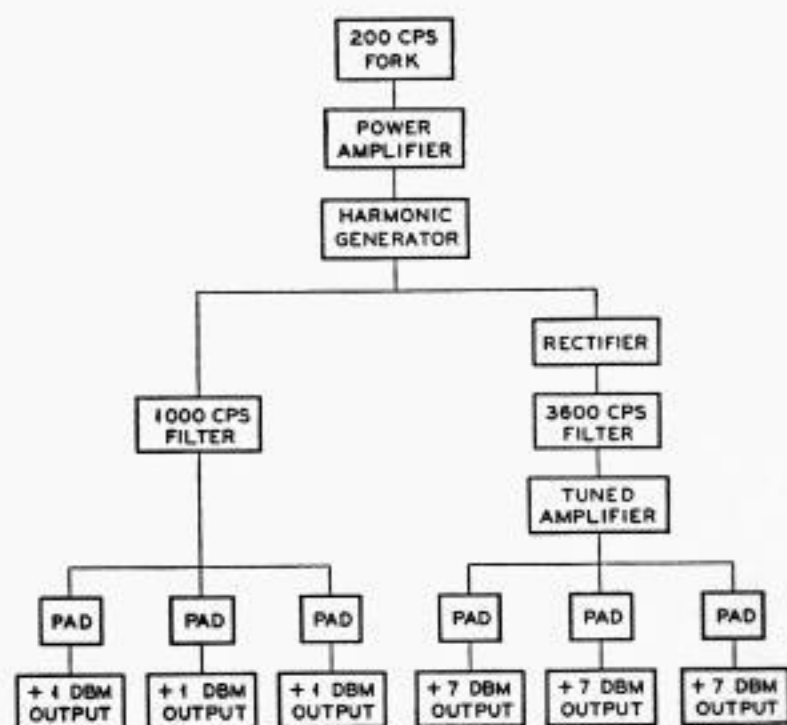 200 CPS
FORK
POWER
AMPLIFIER
HARMONIC
GENERATOR
RECTIFIER
1000 CPS
FILTER
3600 CPS
FILTER
TUNED
AMPLIFIER
PAD
PAD
PAD
PAD
PAD
PAD
+ 1 DBM
OUTPUT
+ 1 DBM
OUTPUT
+ 1 DBM
OUTPUT
+ 7 DBM
OUTPUT
+ 7 DBM
OUTPUT
+ 7 DBM
OUTPUT